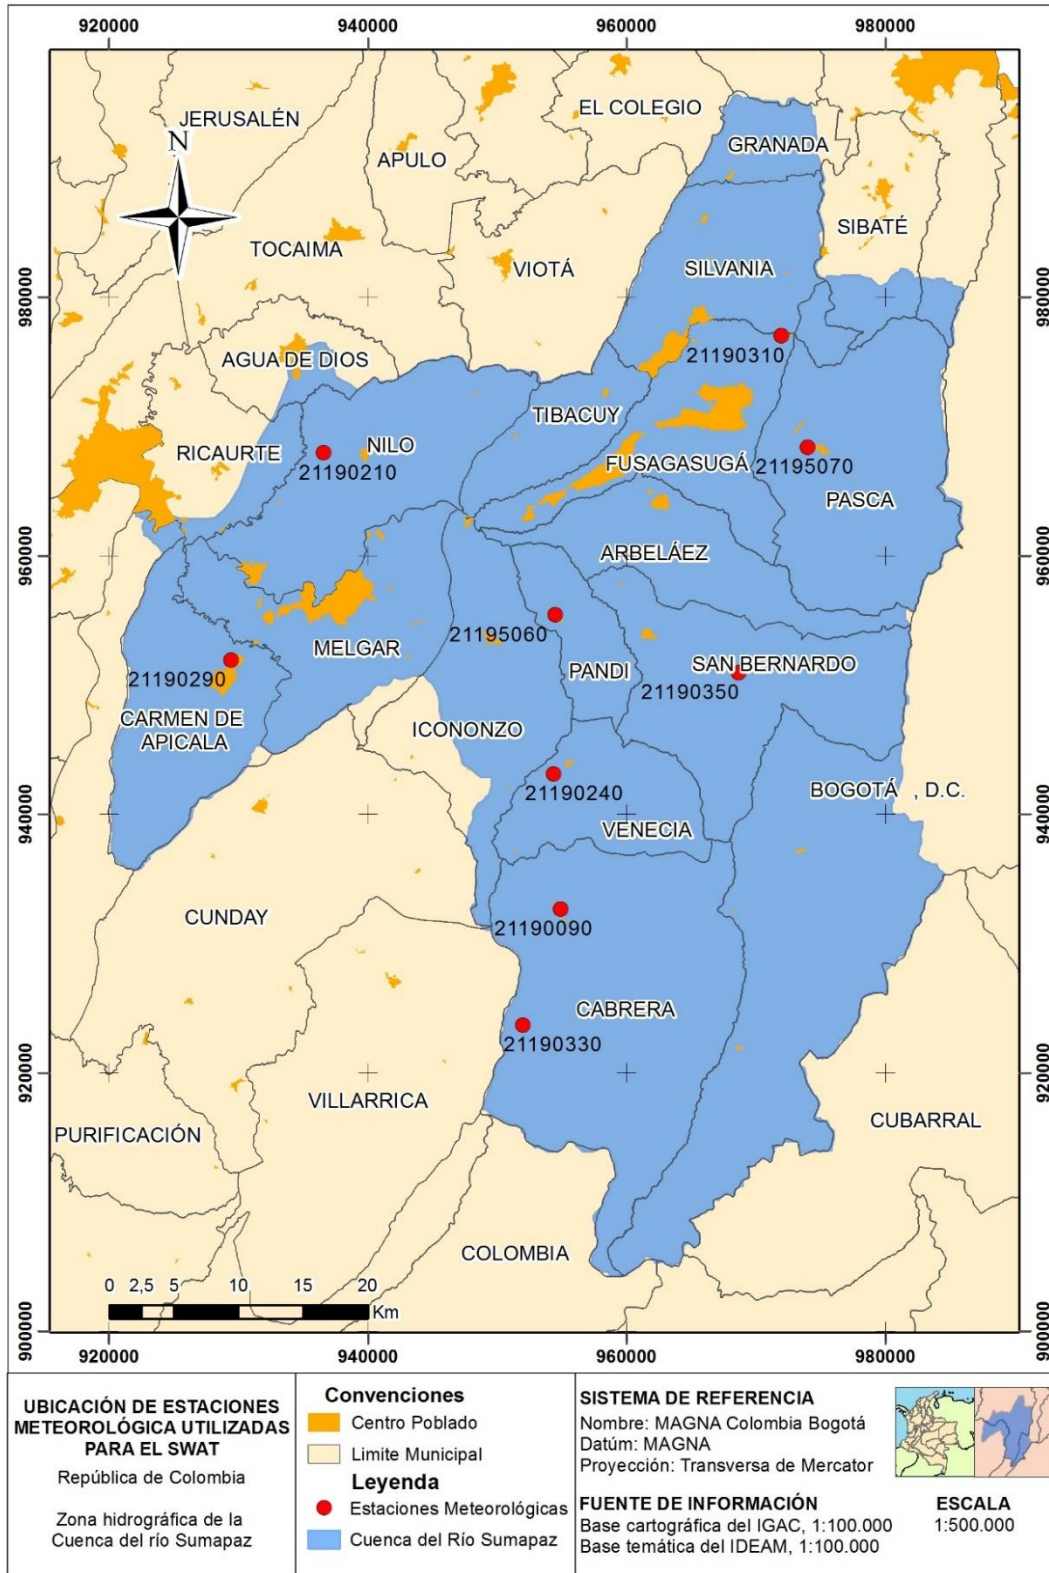 920000
940000
960000
980000
EL COLEGIO
JERUSALÉN
GRANADA
N
APULO
SIBATÉ
TOCAIMA
VIOTÁ
SILVANIA
980000
980000
AGUA DE DIOS
21190310
TIBACUY
NILO
RICAURTE
FUSAGASUGÁ
21195070
21190210
PASCA
960000
ARBELÁEZ
960000
21195060
MELGAR
PANDI
SAN BERNARDO
21190290
21190350
CARMEN DE
APICALA
ICONONZO
21190240
BOGOTÁ , D.C.
940000
VENECIA
940000
CUNDAY
21190090
CABRERA
21190330
920000
VILLARRICA
920000
PURIFICACIÓN
CUBARRAL
COLOMBIA
0 2,5 5 10 15 20
Km
900000
900000
920000
940000
960000
980000
UBICACIÓN DE ESTACIONES
METEOROLÓGICA UTILIZADAS
PARA EL SWAT
República de Colombia
Zona hidrográfica de la
Cuenca del río Sumapaz
Convenciones
Centro Poblado
Limite Municipal
Leyenda
Estaciones Meteorológicas
Cuenca del Río Sumapaz
SISTEMA DE REFERENCIA
Nombre: MAGNA Colombia Bogotá
Datúm: MAGNA
Proyección: Transversa de Mercator
FUENTE DE INFORMACIÓN
Base cartográfica del IGAC, 1:100.000
Base temática del IDEAM, 1:100.000
ESCALA
1:500.000